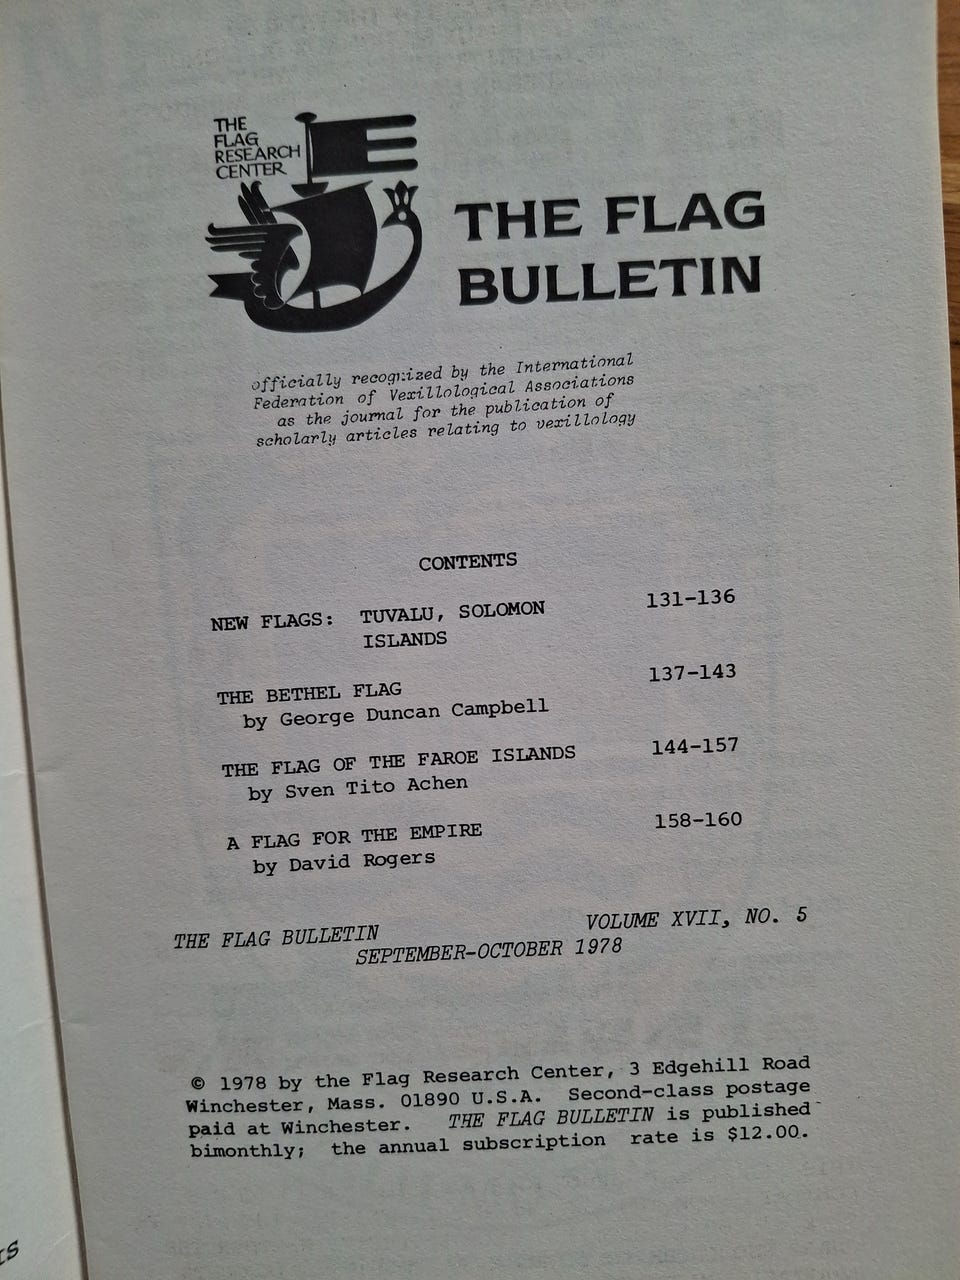 THE
FLAG
RESEARCH
CENTER
THE FLAG
BULLETIN
officially recognized by the International
Federation of Vexillological Associations
as the journal for the publication of
scholarly articles relating to vexillology
CONTENTS
NEW FLAGS: TUVALU, SOLOMON 131-136
ISLANDS
THE BETHEL FLAG 137-143
by George Duncan Campbell
THE FLAG OF THE FAROE ISLANDS 144-157
by Sven Tito Achen
A FLAG FOR THE EMPIRE 158-160
by David Rogers
THE FLAG BULLETIN VOLUME XVII, NO. 5
SEPTEMBER-OCTOBER 1978
© 1978 by the Flag Research Center, 3 Edgehill Road
Winchester, Mass. 01890 U.S.A. Second-class postage
paid at Winchester. THE FLAG BULLETIN is published
bimonthly; the annual subscription rate is $12.00.